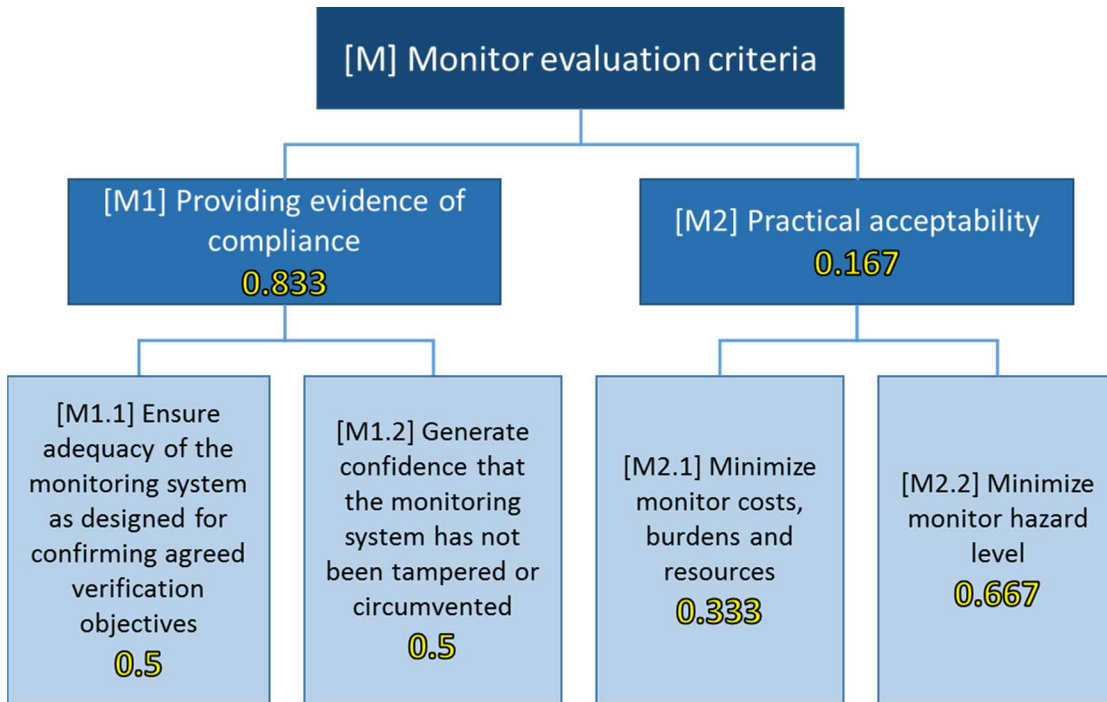 [M] Monitor evaluation criteria
[M1] Providing evidence of
compliance
0.833
[M2] Practical acceptability
0.167
[M1.1] Ensure
adequacy of the
monitoring system
as designed for
confirming agreed
verification
objectives
0.5
[M1.2] Generate
confidence that
the monitoring
system has not
been tampered or
circumvented
0.5
[M2.1] Minimize
monitor costs,
burdens and
resources
0.333
[M2.2] Minimize
monitor hazard
level
0.667